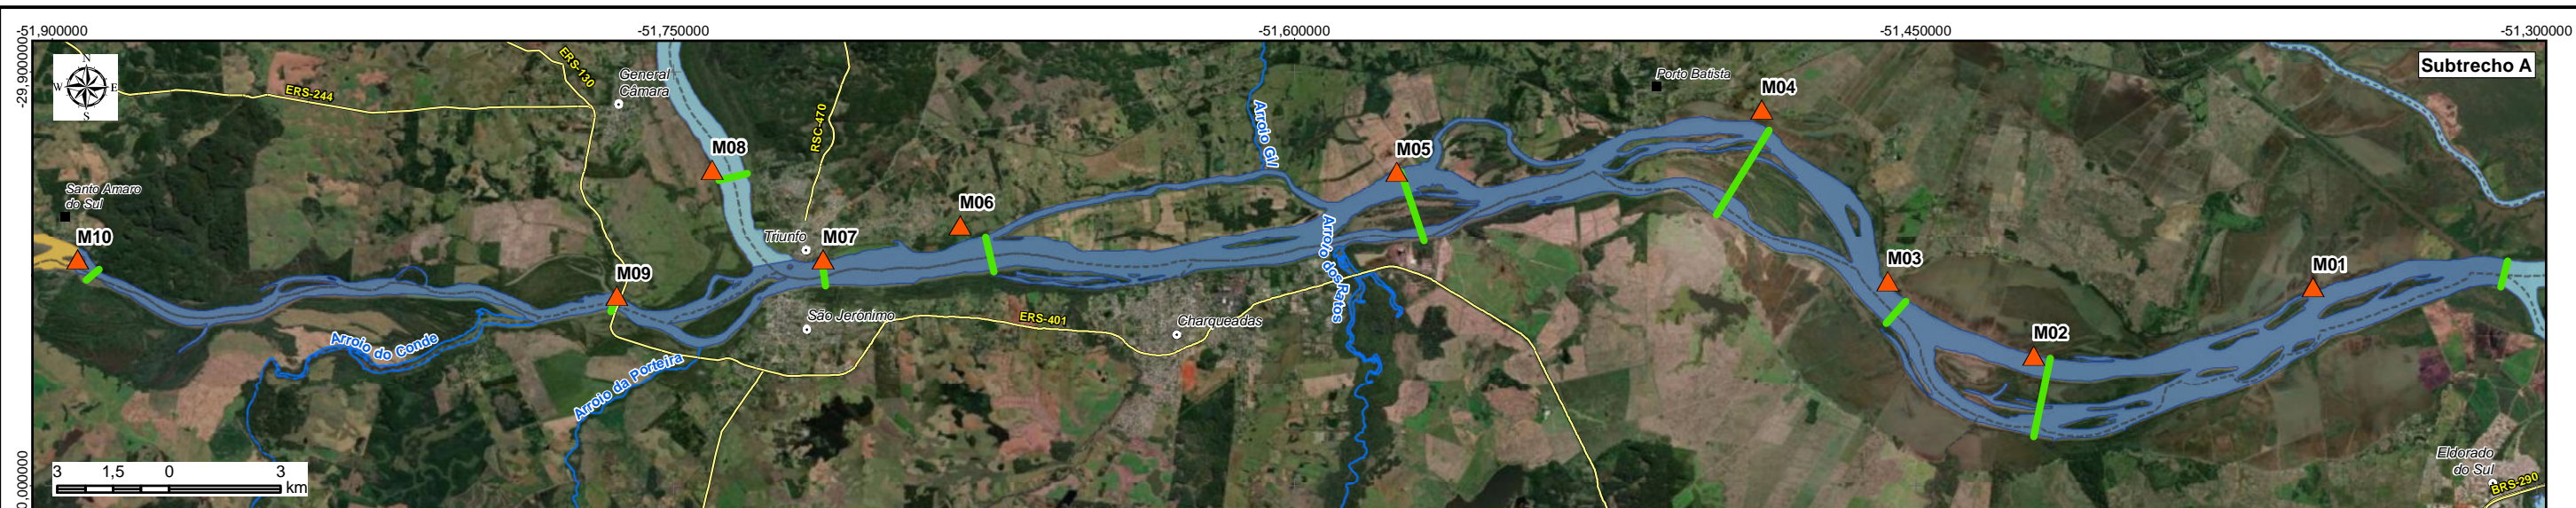 -51,900000
-51,750000
-51,600000
-51,450000
-51,300000
-29,900000
N
W
E
S
ERS-244
ERS-130
General
Câmara
RSC-470
Arroio Gil
Porto Batista
M04
Subtrecho A
M08
M05
Santo Amaro
do Sul
M10
M06
Triunfo
M07
M09
Arroio dos Ratos
M03
M01
São Jerônimo
ERS-401
Charqueadas
Arroio do Conde
M02
Arroio da Porteira
Eldorado
do Sul
BRS-290
3
1,5
0
3
km